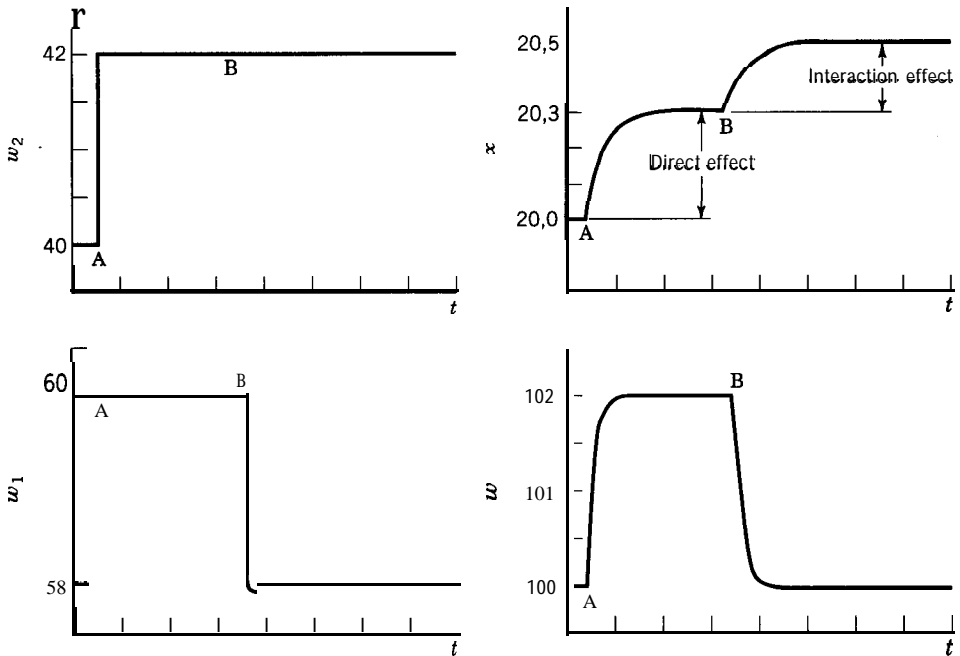 r
42
B
w₂
40
A
t
20,5
Interaction effect
20,3
B
x
Direct effect
20,0
A
t
60
B
A
w₁
58
t
B
102
w
101
100
A
t